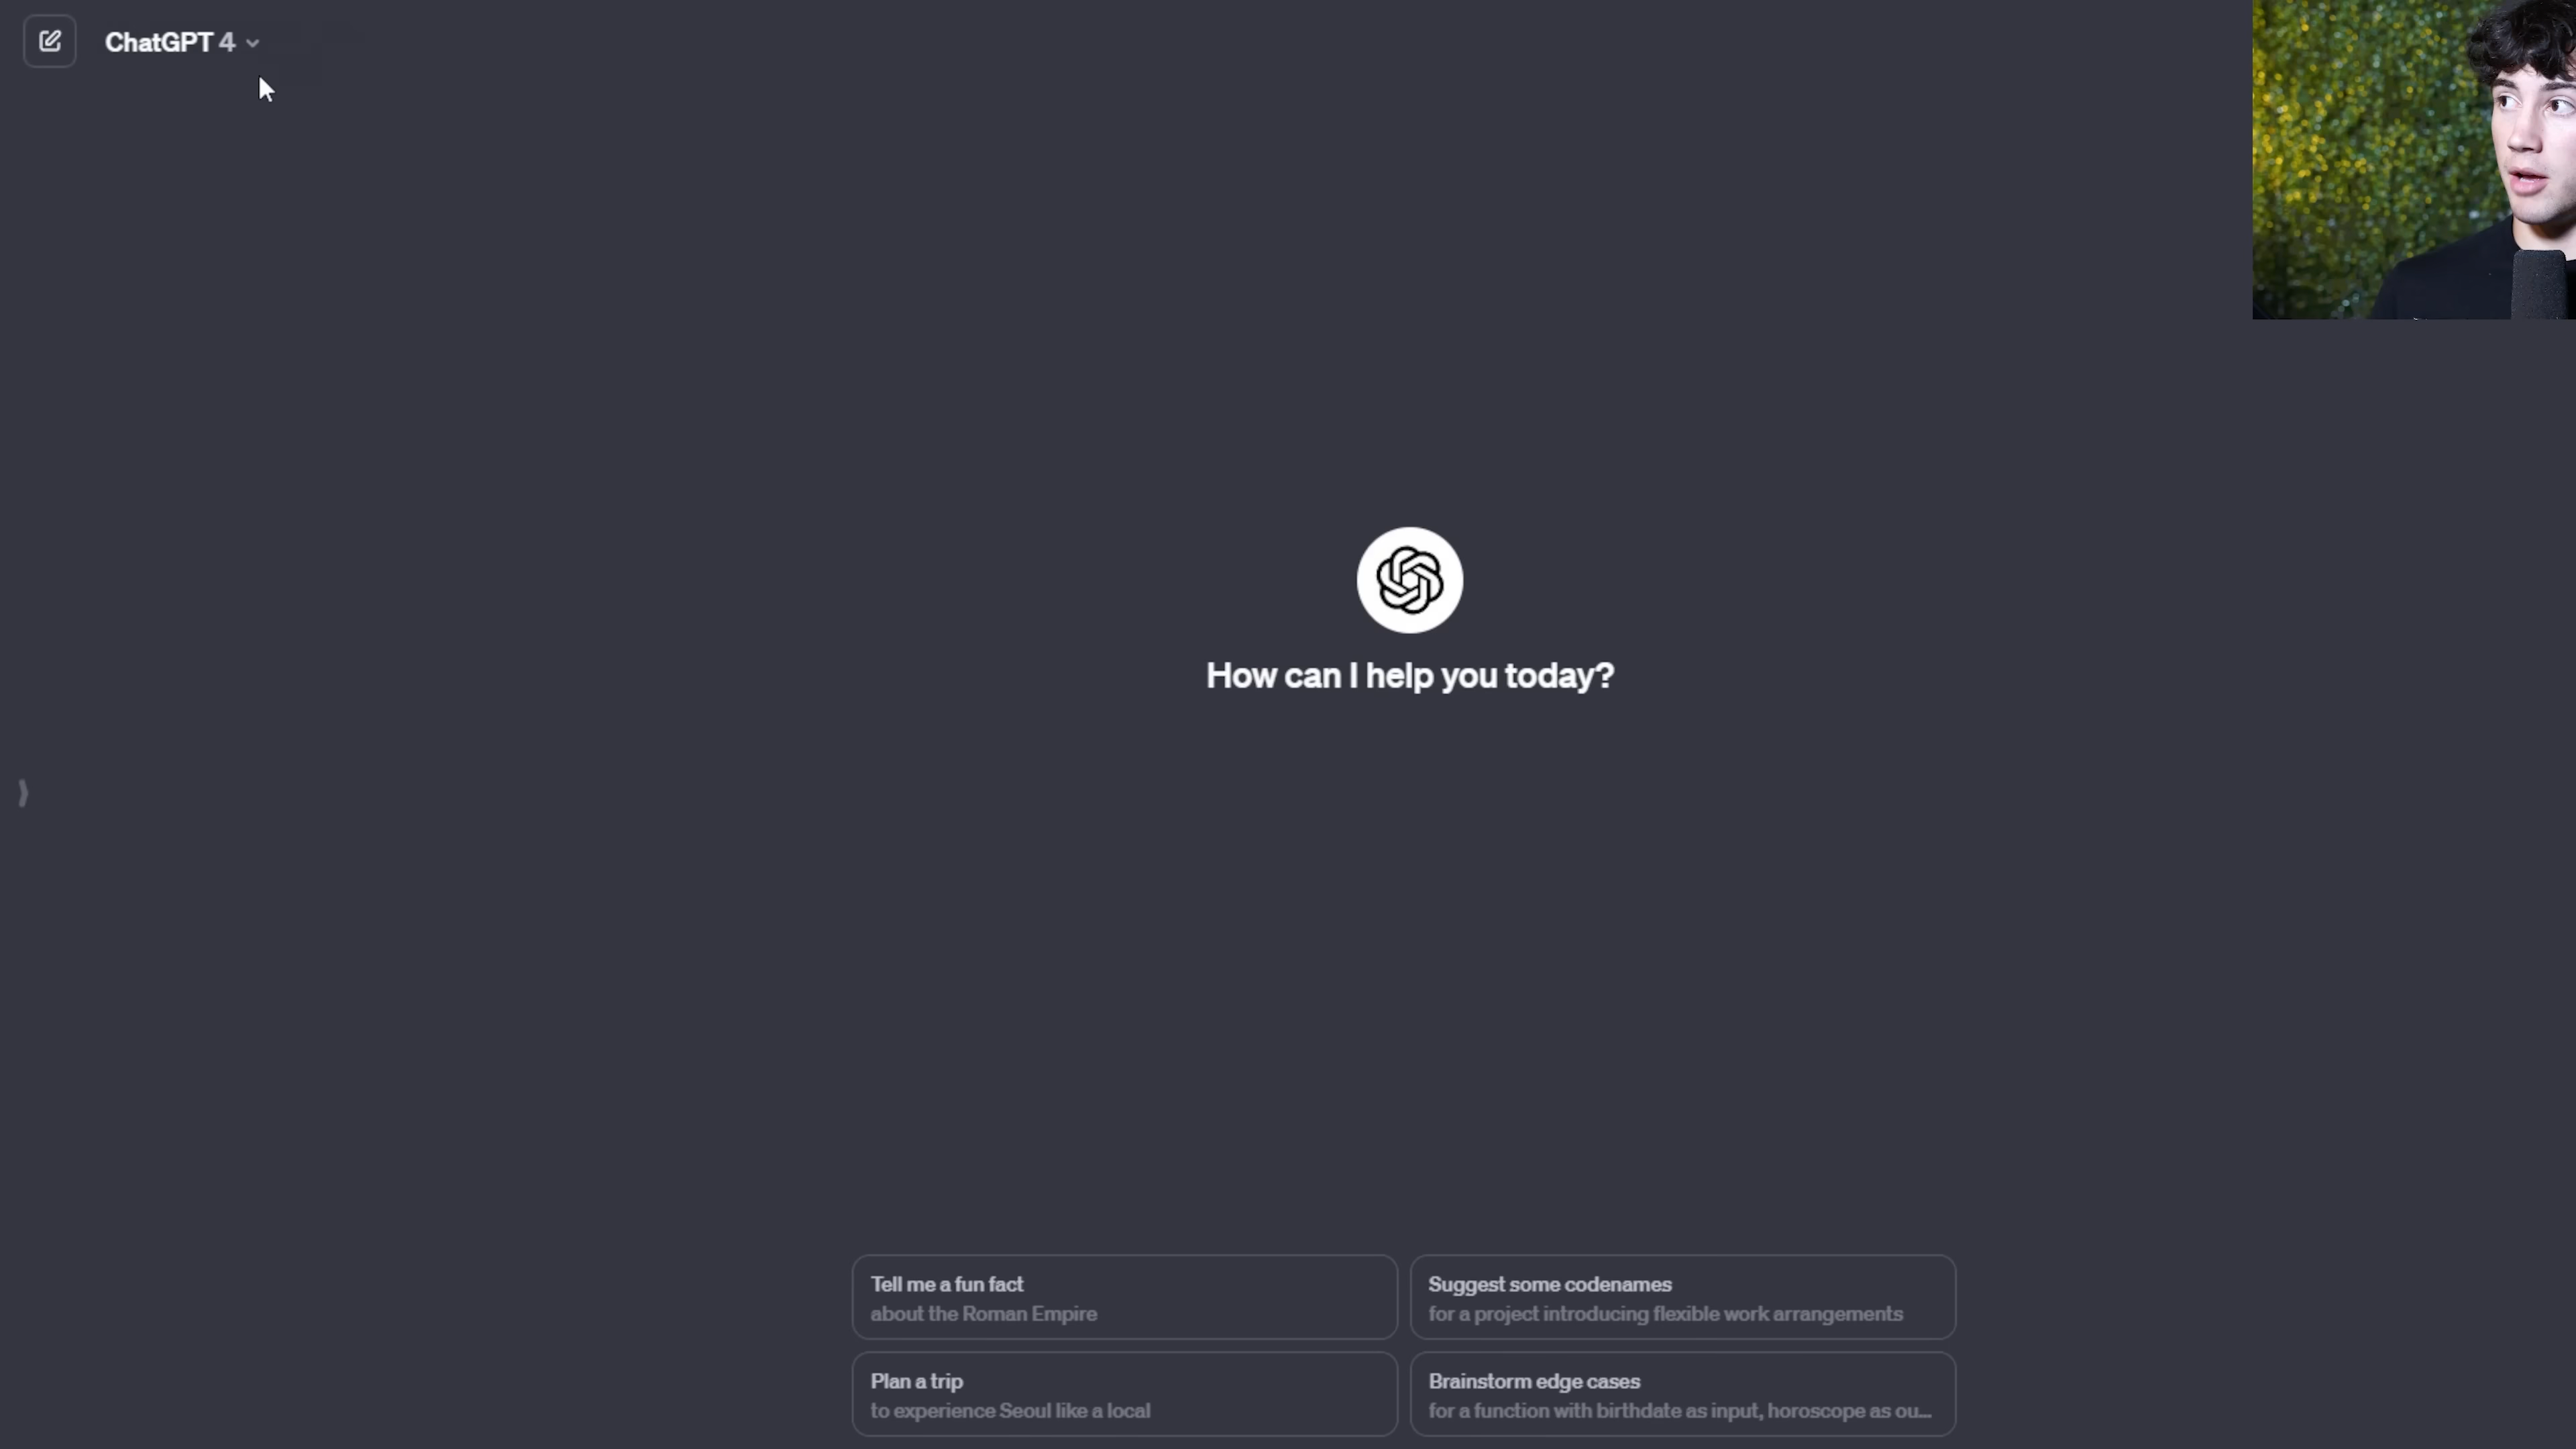 ChatGPT 4
How can I help you today?
Tell me a fun fact
about the Roman Empire
Suggest some codenames
for a project introducing flexible work arrangements
Plan a trip
to experience Seoul like a local
Brainstorm edge cases
for a function with birthdate as input, horoscope as ou...